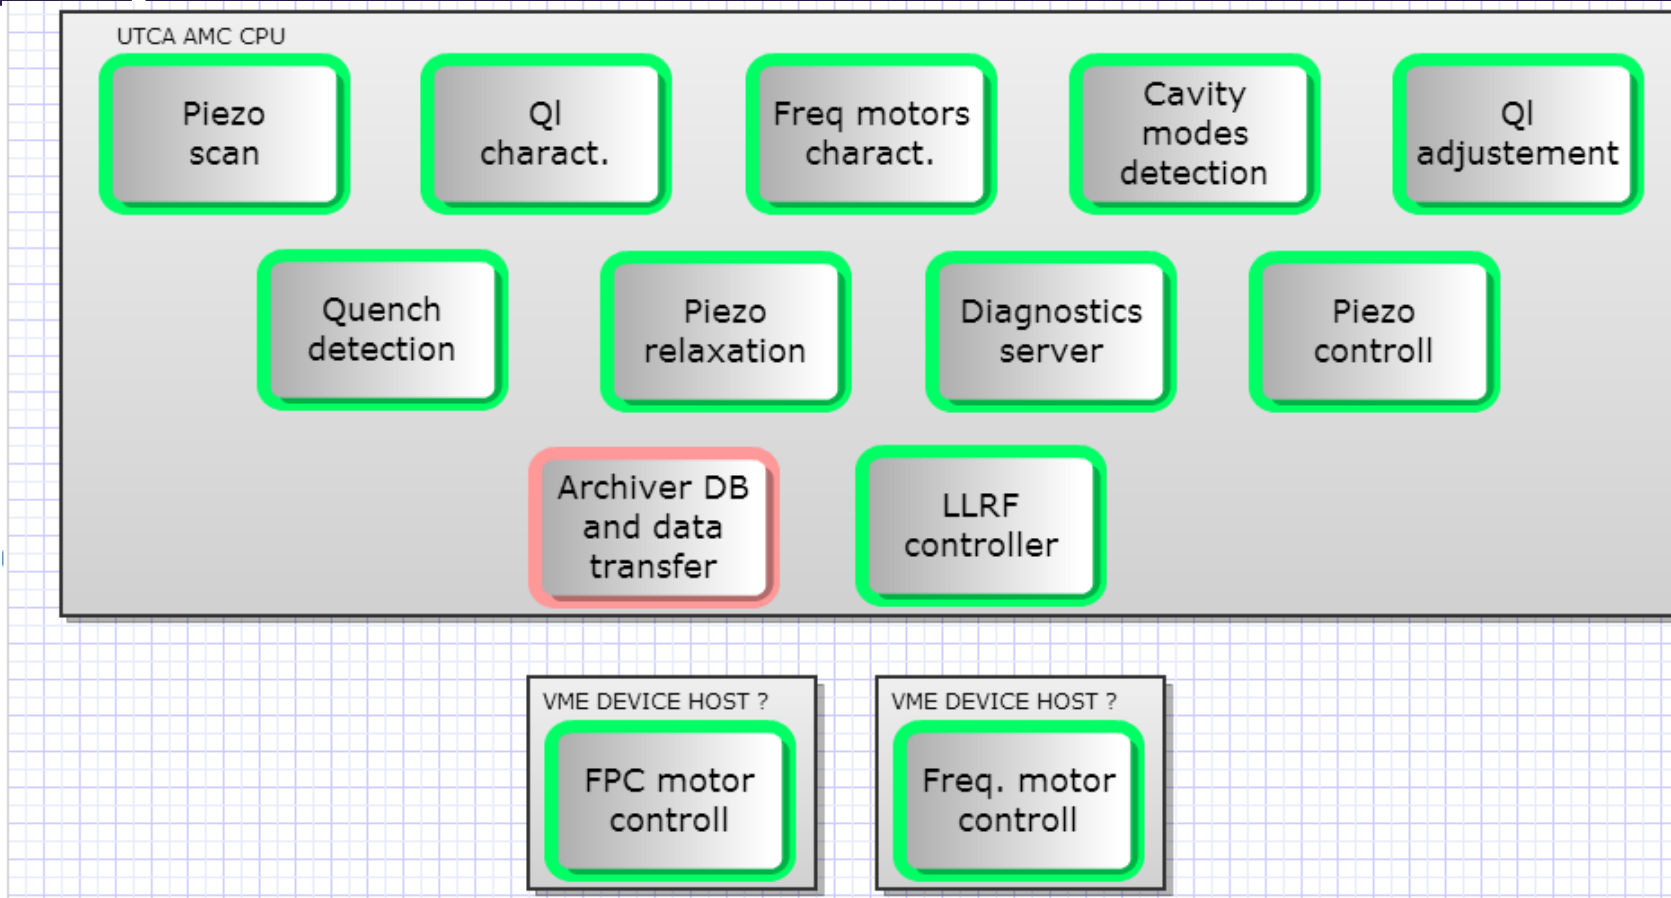 UTCA AMC CPU
Piezo
scan
Ql
charact.
Freq motors
charact.
Cavity
modes
detection
Ql
adjustement
Quench
detection
Piezo
relaxation
Diagnostics
server
Piezo
controll
Archiver DB
and data
transfer
LLRF
controller
VME DEVICE HOST ?
FPC motor
controll
VME DEVICE HOST ?
Freq. motor
controll